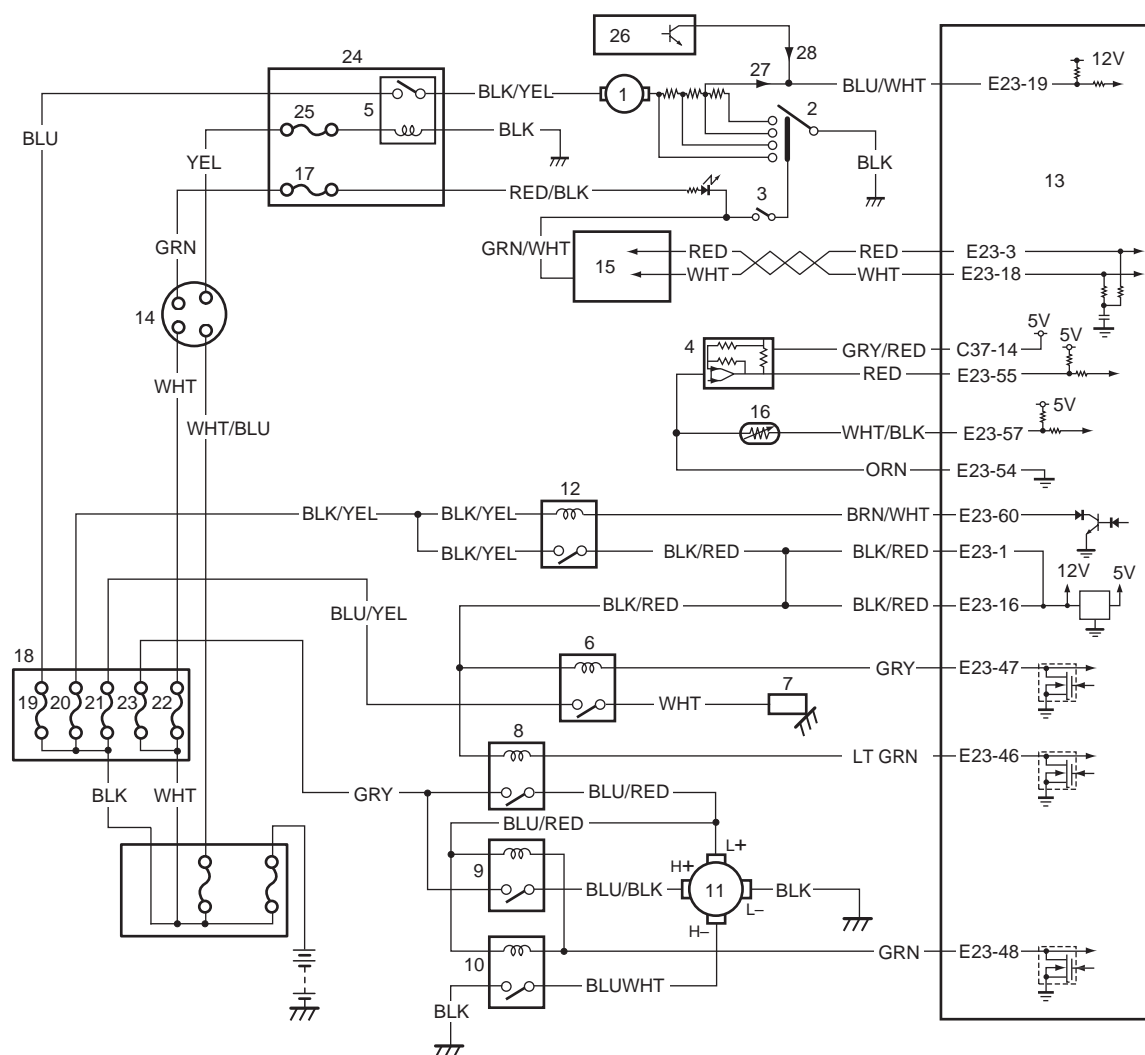 26
28
27
12V
24
BLU/WHT
E23-19
BLK/YEL
1
2
5
25
BLU
BLK
YEL
BLK
17
RED/BLK
3
13
GRN
GRN/WHT
RED
RED
E23-3
15
WHT
WHT
E23-18
14
5V
4
GRY/RED
C37-14
5V
WHT
RED
E23-55
16
5V
WHT/BLU
WHT/BLK
E23-57
ORN
E23-54
12
BLK/YEL
BLK/YEL
BRN/WHT
E23-60
BLK/YEL
BLK/RED
BLK/RED
E23-1
12V
5V
BLU/YEL
BLK/RED
BLK/RED
E23-16
6
18
GRY
E23-47
7
19
20
21
23
22
WHT
8
LT GRN
E23-46
BLK
WHT
GRY
BLU/RED
BLU/RED
L+
H+
9
BLU/BLK
11
BLK
L–
H–
10
GRN
E23-48
BLUWHT
BLK